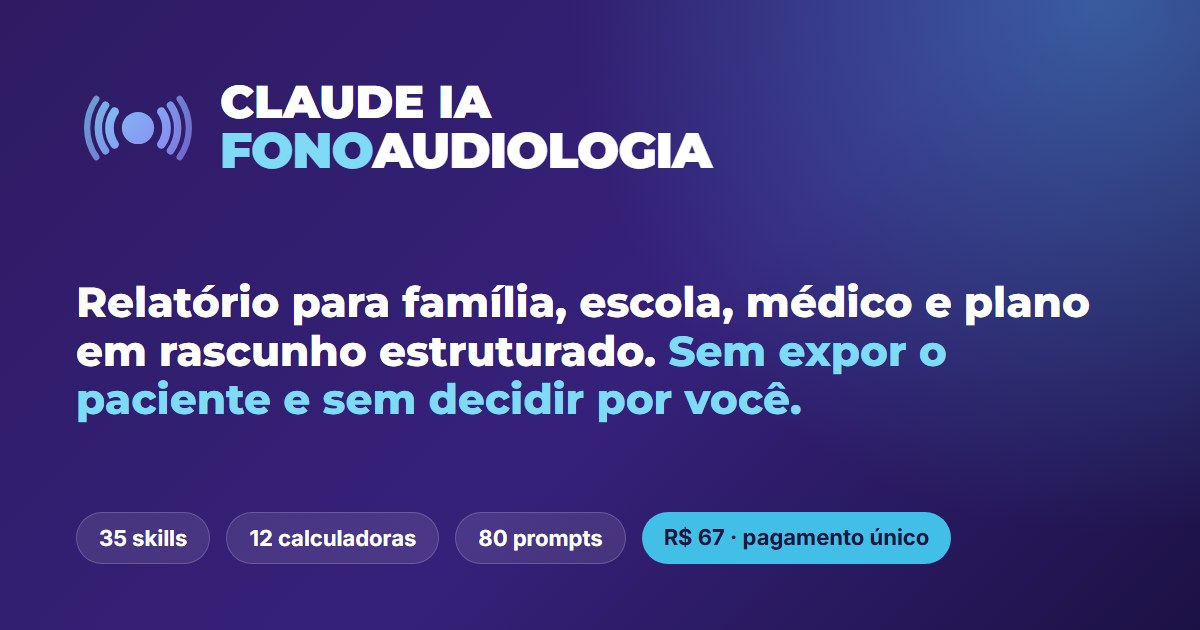 CLAUDE IA
FONOAUDIOLOGIA
Relatório para família, escola, médico e plano
em rascunho estruturado. Sem expor o
paciente e sem decidir por você.
35 skills
12 calculadoras
80 prompts
R$ 67 · pagamento único